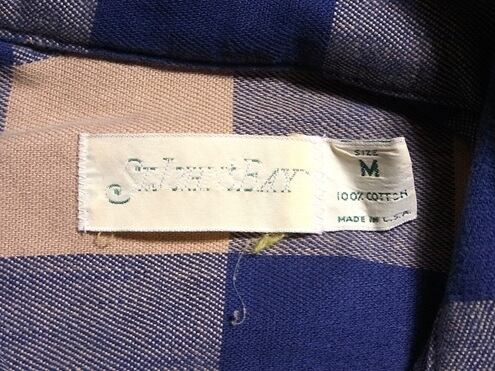 St. John's Bay
SIZE
M
100% COTTON
MADE IN U.S.A.